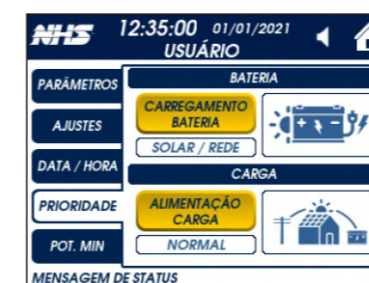 NHS
12:35:00 01/01/2021
USUÁRIO
PARÂMETROS
AJUSTES
DATA / HORA
PRIORIDADE
POT. MIN
BATERIA
CARREGAMENTO
BATERIA
SOLAR / REDE
CARGA
ALIMENTAÇÃO
CARGA
NORMAL
MENSAGEM DE STATUS